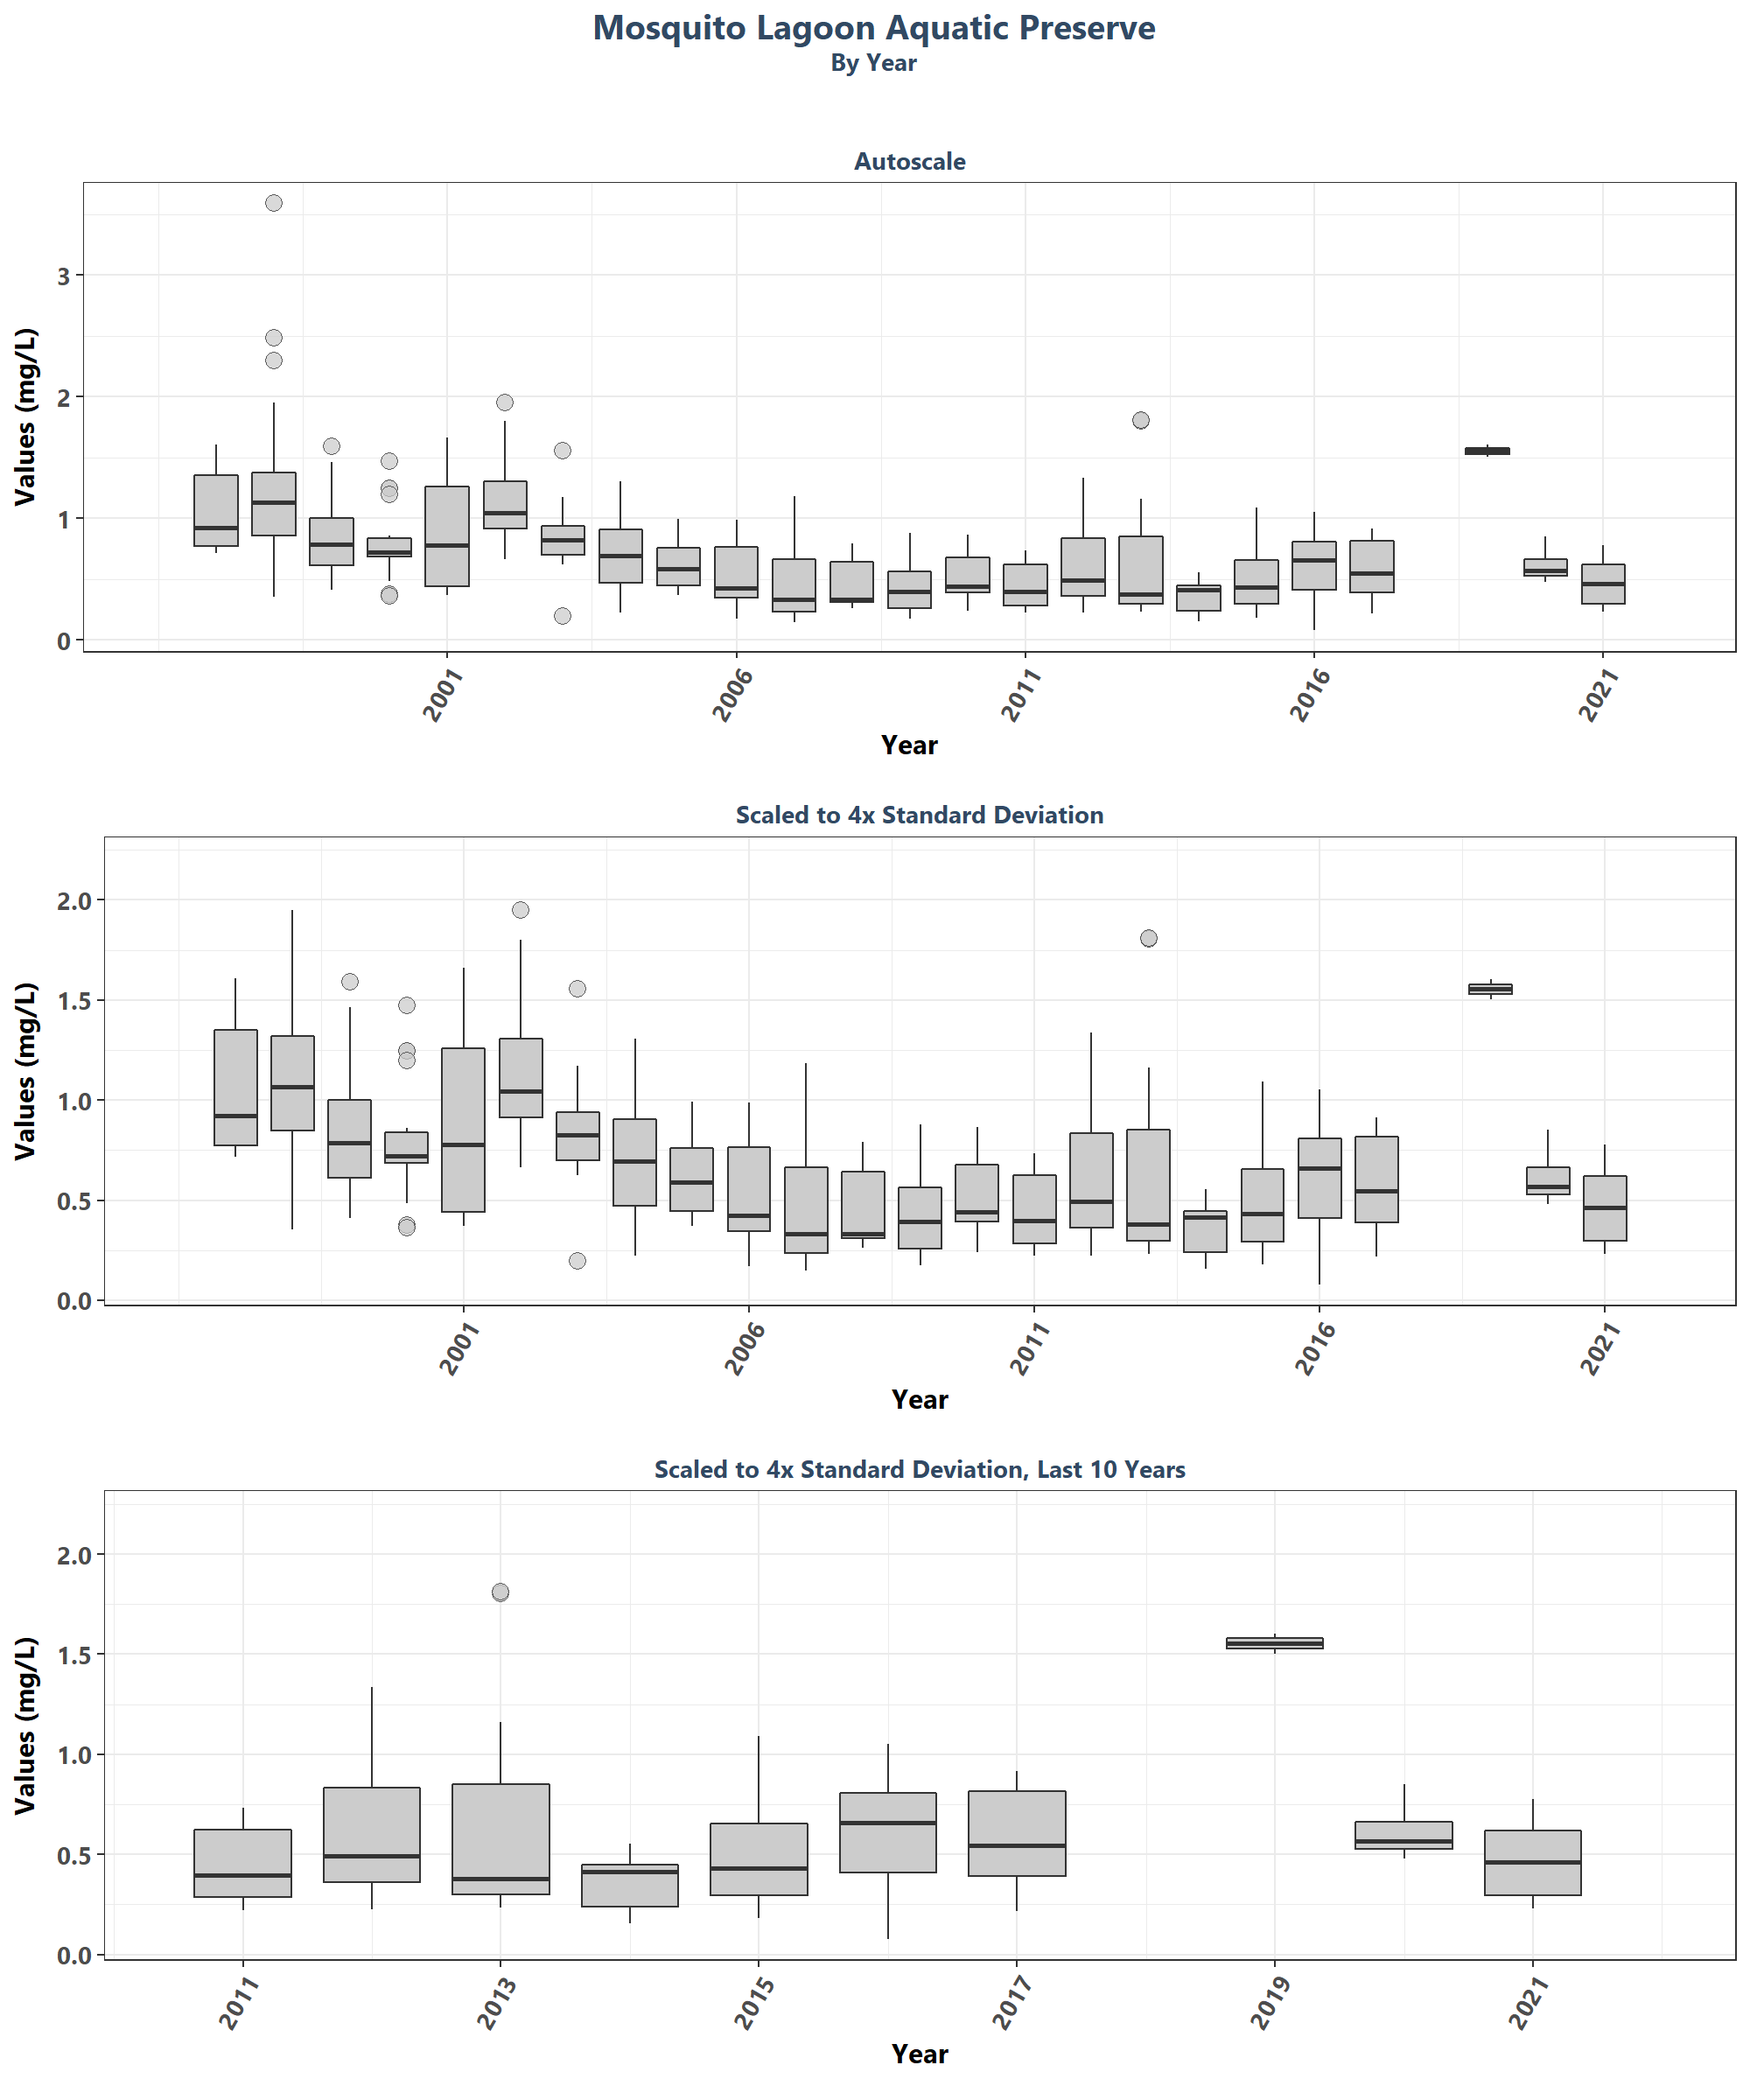 Mosquito Lagoon Aquatic Preserve
By Year
Autoscale
Values (mg/L)
3
2
1
0
2001
2006
2011
2016
2021
Year
Scaled to 4x Standard Deviation
Values (mg/L)
2.0
1.5
1.0
0.5
0.0
2001
2006
2011
2016
2021
Year
Scaled to 4x Standard Deviation, Last 10 Years
Values (mg/L)
2.0
1.5
1.0
0.5
0.0
2011
2013
2015
2017
2019
2021
Year